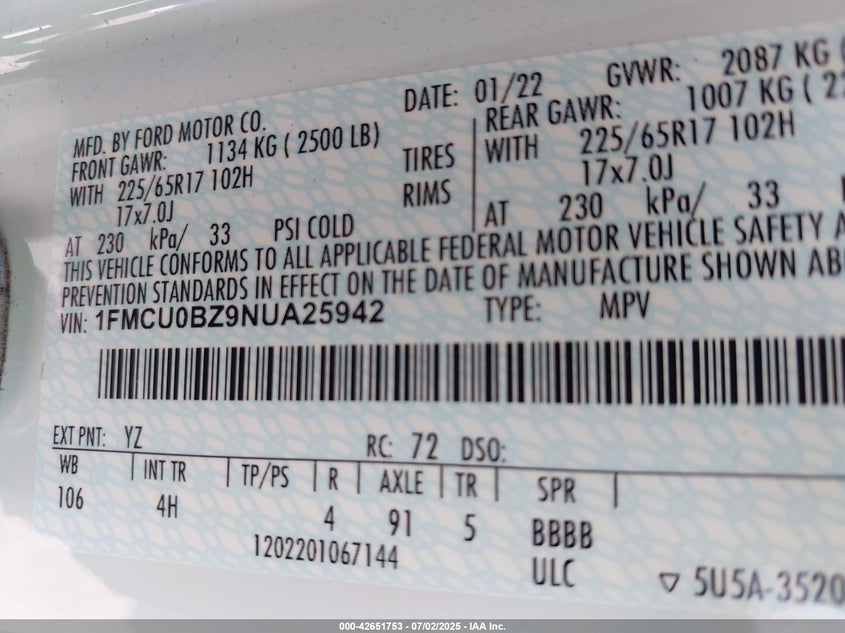 MFD. BY FORD MOTOR CO.
DATE: 01/22
GVWR: 2087 KG (
FRONT GAWR: 1134 KG ( 2500 LB)
REAR GAWR: 1007 KG ( 22
WITH 225/65R17 102H
TIRES
WITH 225/65R17 102H
17x7.0J
RIMS
17x7.0J
AT 230 kPa/ 33 PSI COLD
AT 230 kPa/ 33
THIS VEHICLE CONFORMS TO ALL APPLICABLE FEDERAL MOTOR VEHICLE SAFETY A
PREVENTION STANDARDS IN EFFECT ON THE DATE OF MANUFACTURE SHOWN ABO
VIN: 1FMCU0BZ9NUA25942
TYPE: MPV
EXT PNT: YZ
RC: 72 DSO:
WB INT TR TP/PS R AXLE TR SPR
106 4H 4 91 5 BBBB
1202201067144
ULC
5U5A-3520
000-42651753 - 07/02/2025 - IAA Inc.